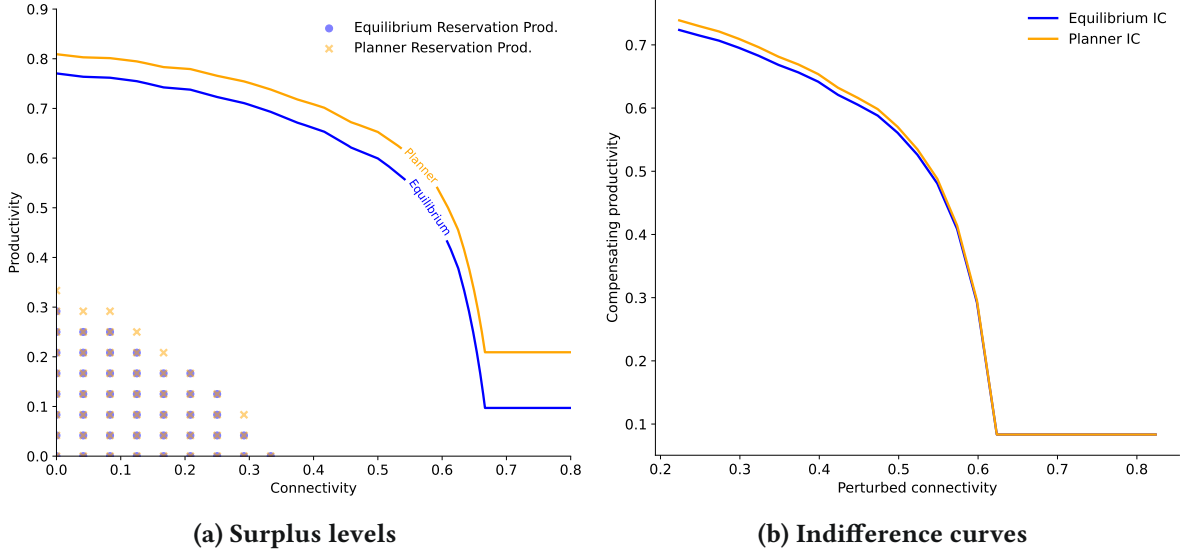 0.9
0.8
0.7
0.6
0.5
0.4
0.3
0.2
0.1
0.0
Productivity
Equilibrium Reservation Prod.
Planner Reservation Prod.
Planner
Equilibrium
0.0 0.1 0.2 0.3 0.4 0.5 0.6 0.7 0.8
Connectivity
(a) Surplus levels
0.7
0.6
0.5
0.4
0.3
0.2
0.1
Compensating productivity
Equilibrium IC
Planner IC
0.2 0.3 0.4 0.5 0.6 0.7 0.8
Perturbed connectivity
(b) Indifference curves